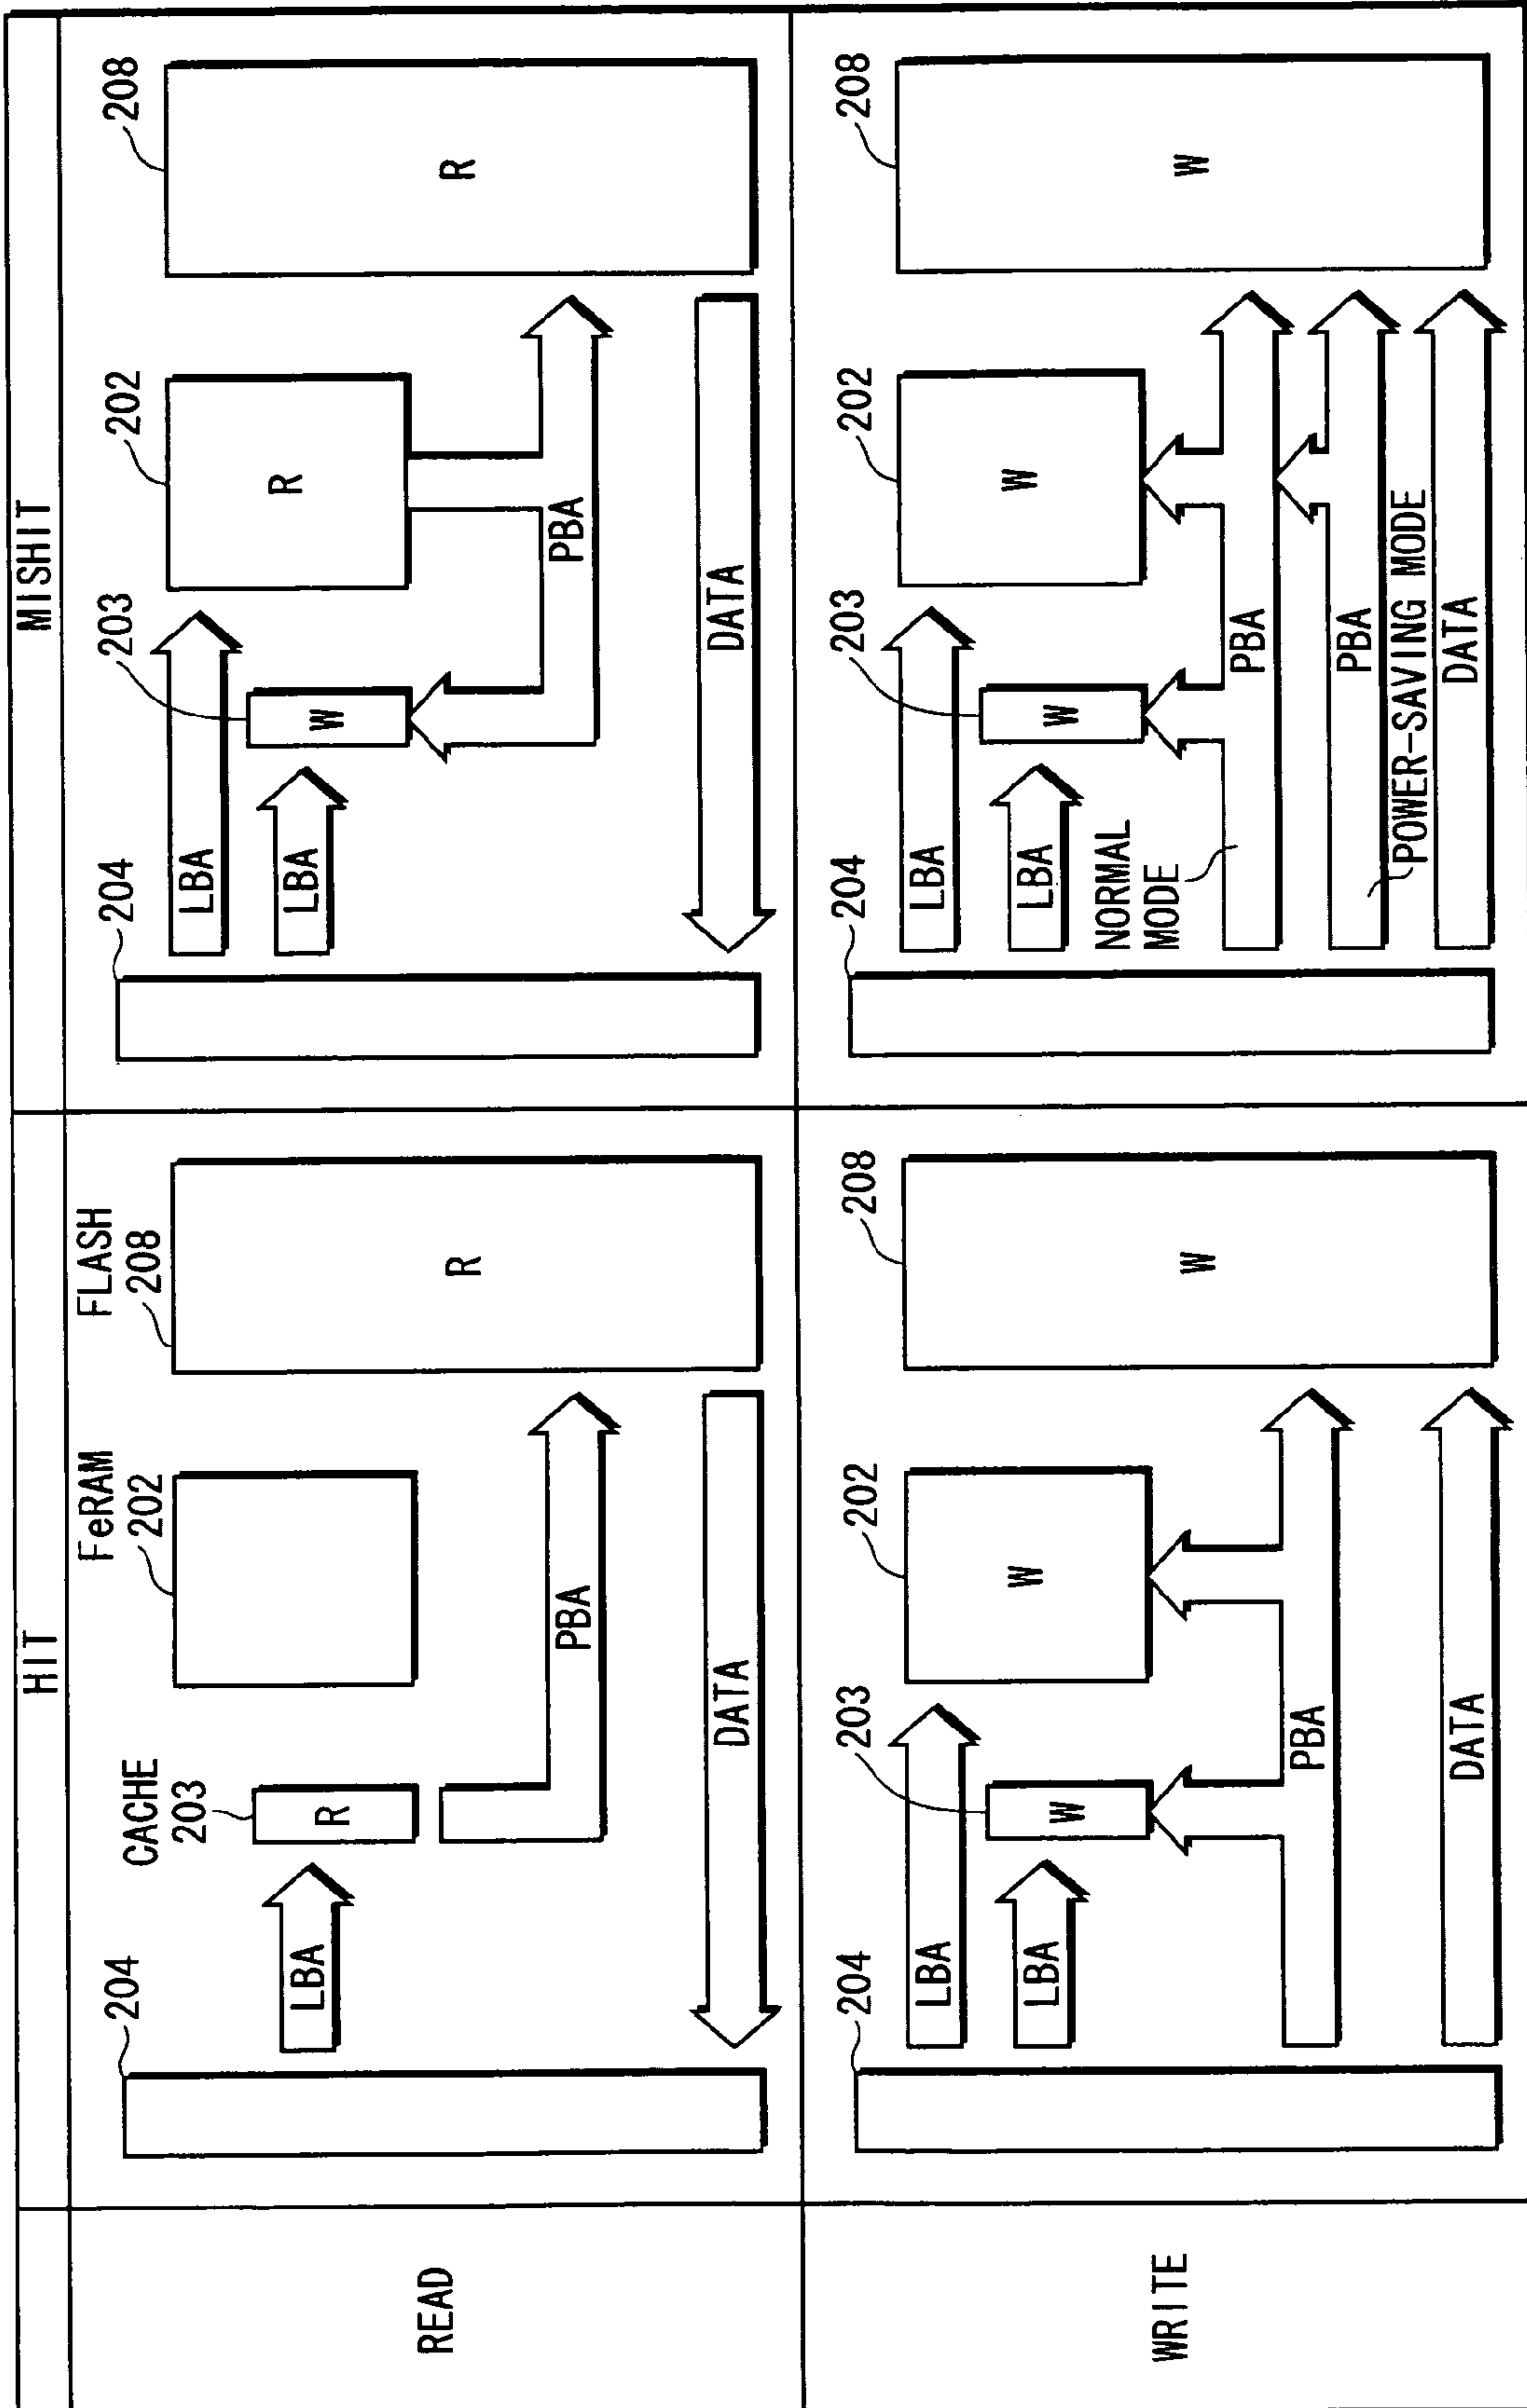 HIT
MISHIT
READ
CACHE
203
FeRAM
202
FLASH
208
204
LBA
R
R
PBA
DATA
204
203
202
208
LBA
LBA
W
R
R
PBA
DATA
WRITE
204
203
202
208
LBA
LBA
W
W
W
PBA
DATA
204
203
202
208
LBA
LBA
W
W
W
NORMAL
MODE
PBA
PBA
POWER-SAVING MODE
DATA